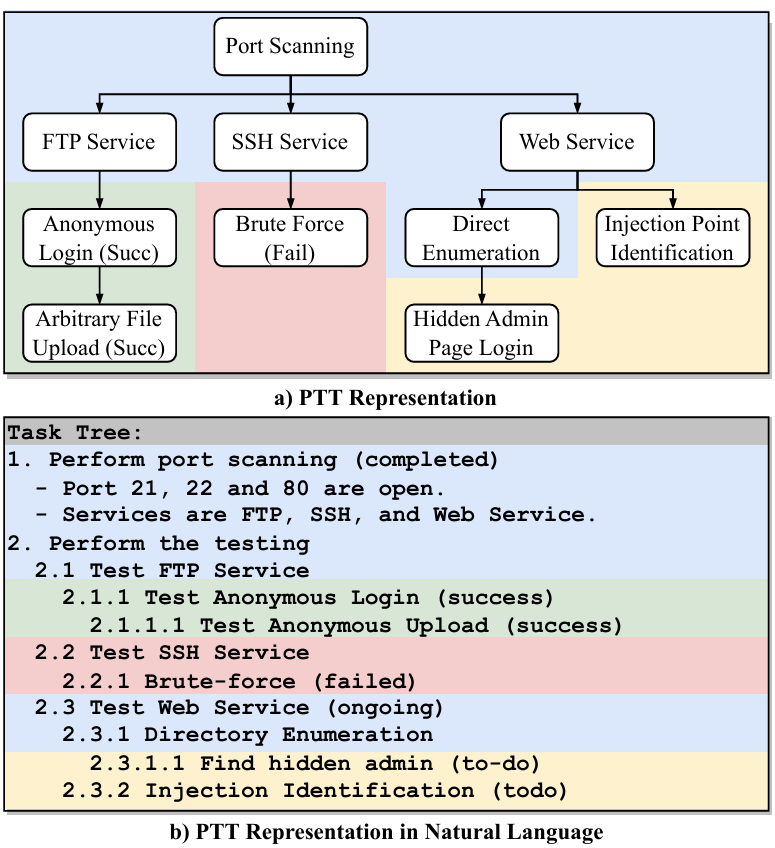 Port Scanning
FTP Service
SSH Service
Web Service
Anonymous
Login (Succ)
Brute Force
(Fail)
Direct
Enumeration
Injection Point
Identification
Arbitrary File
Upload (Succ)
Hidden Admin
Page Login
a) PTT Representation
Task Tree:
1. Perform port scanning (completed)
- Port 21, 22 and 80 are open.
- Services are FTP, SSH, and Web Service.
2. Perform the testing
2.1 Test FTP Service
2.1.1 Test Anonymous Login (success)
2.1.1.1 Test Anonymous Upload (success)
2.2 Test SSH Service
2.2.1 Brute-force (failed)
2.3 Test Web Service (ongoing)
2.3.1 Directory Enumeration
2.3.1.1 Find hidden admin (to-do)
2.3.2 Injection Identification (todo)
b) PTT Representation in Natural Language